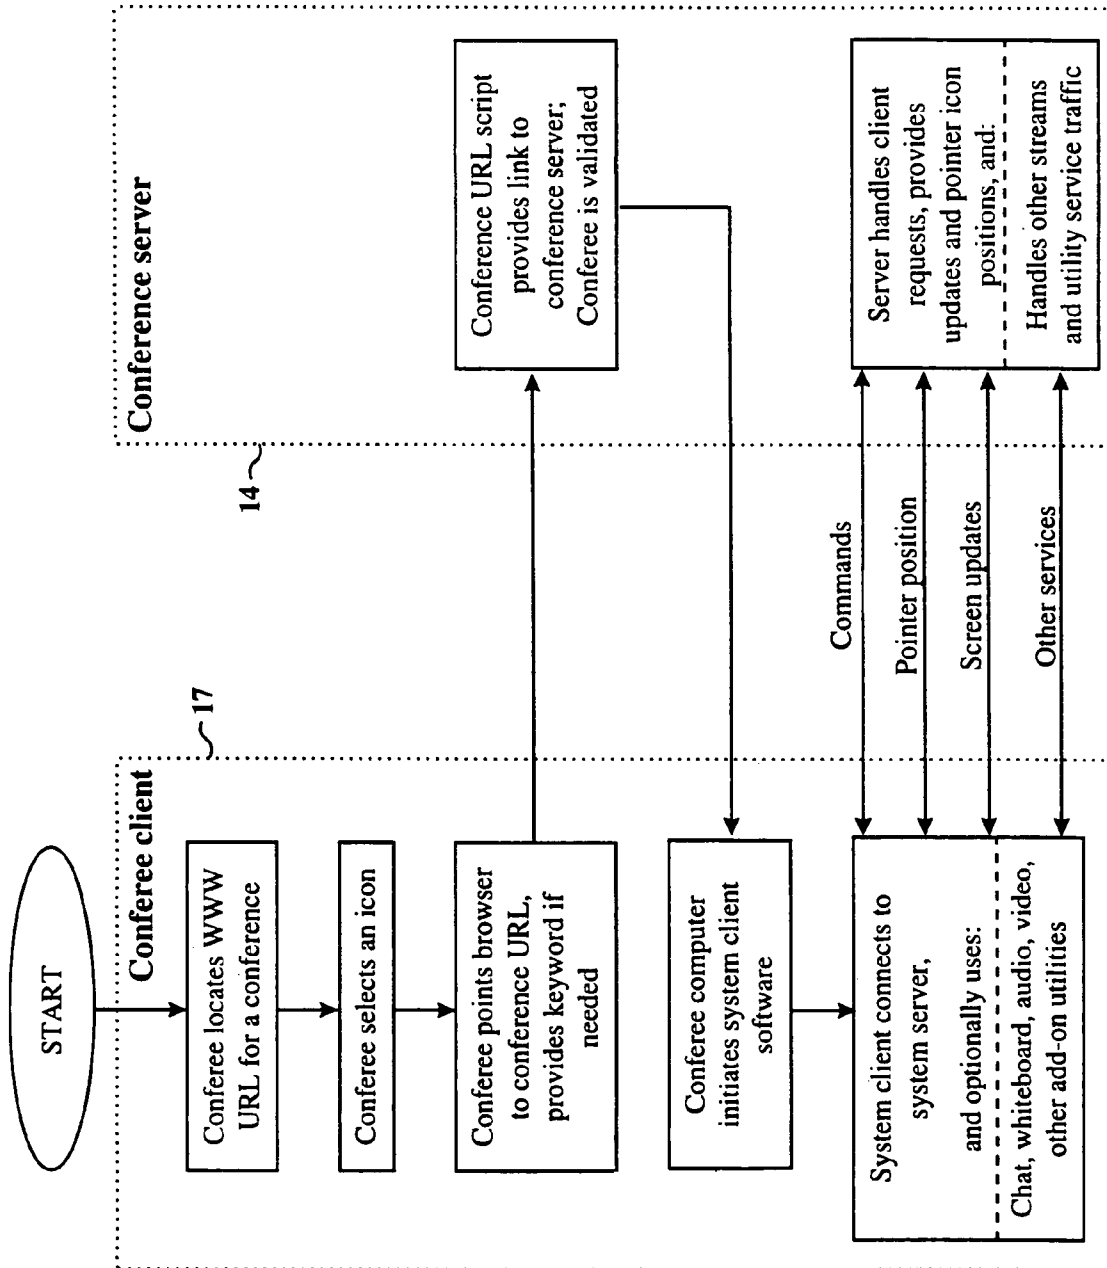 START
Conferee client
17
Conferee locates WWW
URL for a conference
Conferee selects an icon
Conferee points browser
to conference URL,
provides keyword if
needed
Conferee computer
initiates system client
software
System client connects to
system server,
and optionally uses:
Chat, whiteboard, audio, video,
other add-on utilities
Commands
Pointer position
Screen updates
Other services
14
Conference server
Conference URL script
provides link to
conference server;
Conferee is validated
Server handles client
requests, provides
updates and pointer icon
positions, and:
Handles other streams
and utility service traffic